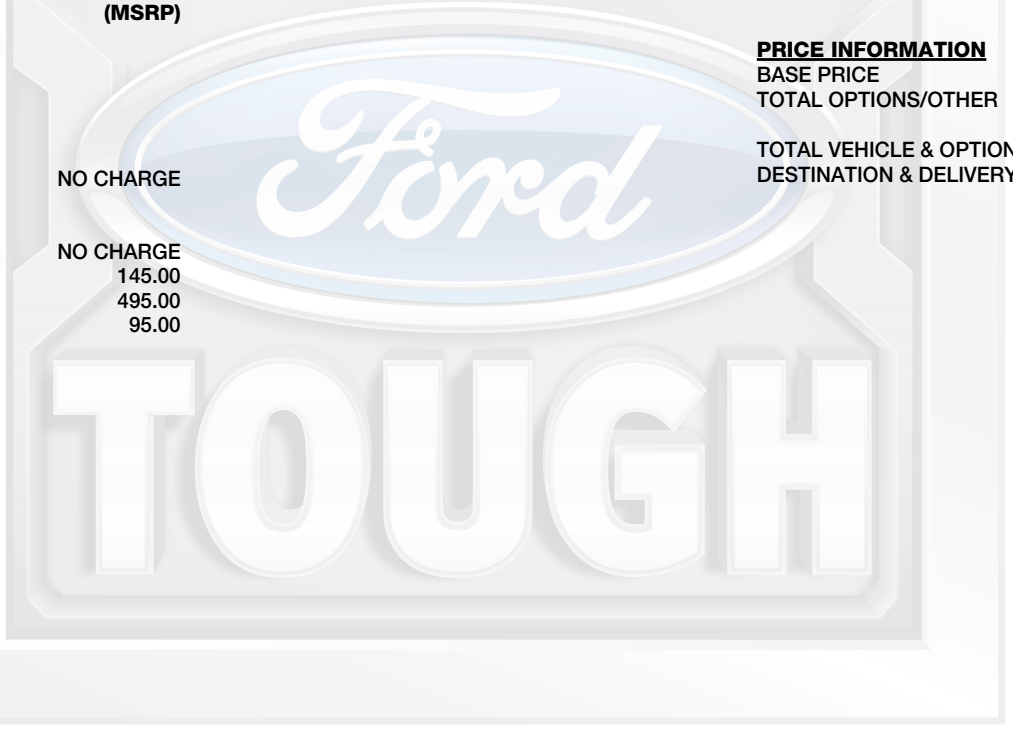 (MSRP)
NO CHARGE
NO CHARGE
145.00
495.00
95.00
PRICE INFORMATION
BASE PRICE
TOTAL OPTIONS/OTHER
TOTAL VEHICLE & OPTION
DESTINATION & DELIVERY
Ford
TOUGH